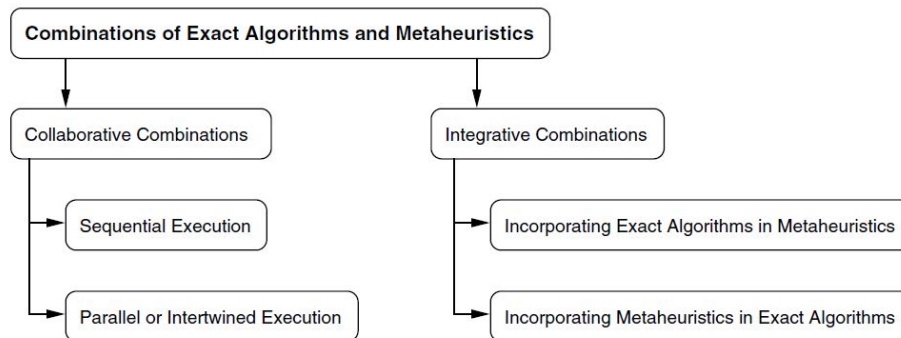 Combinations of Exact Algorithms and Metaheuristics
Collaborative Combinations
Integrative Combinations
Sequential Execution
Incorporating Exact Algorithms in Metaheuristics
Parallel or Intertwined Execution
Incorporating Metaheuristics in Exact Algorithms